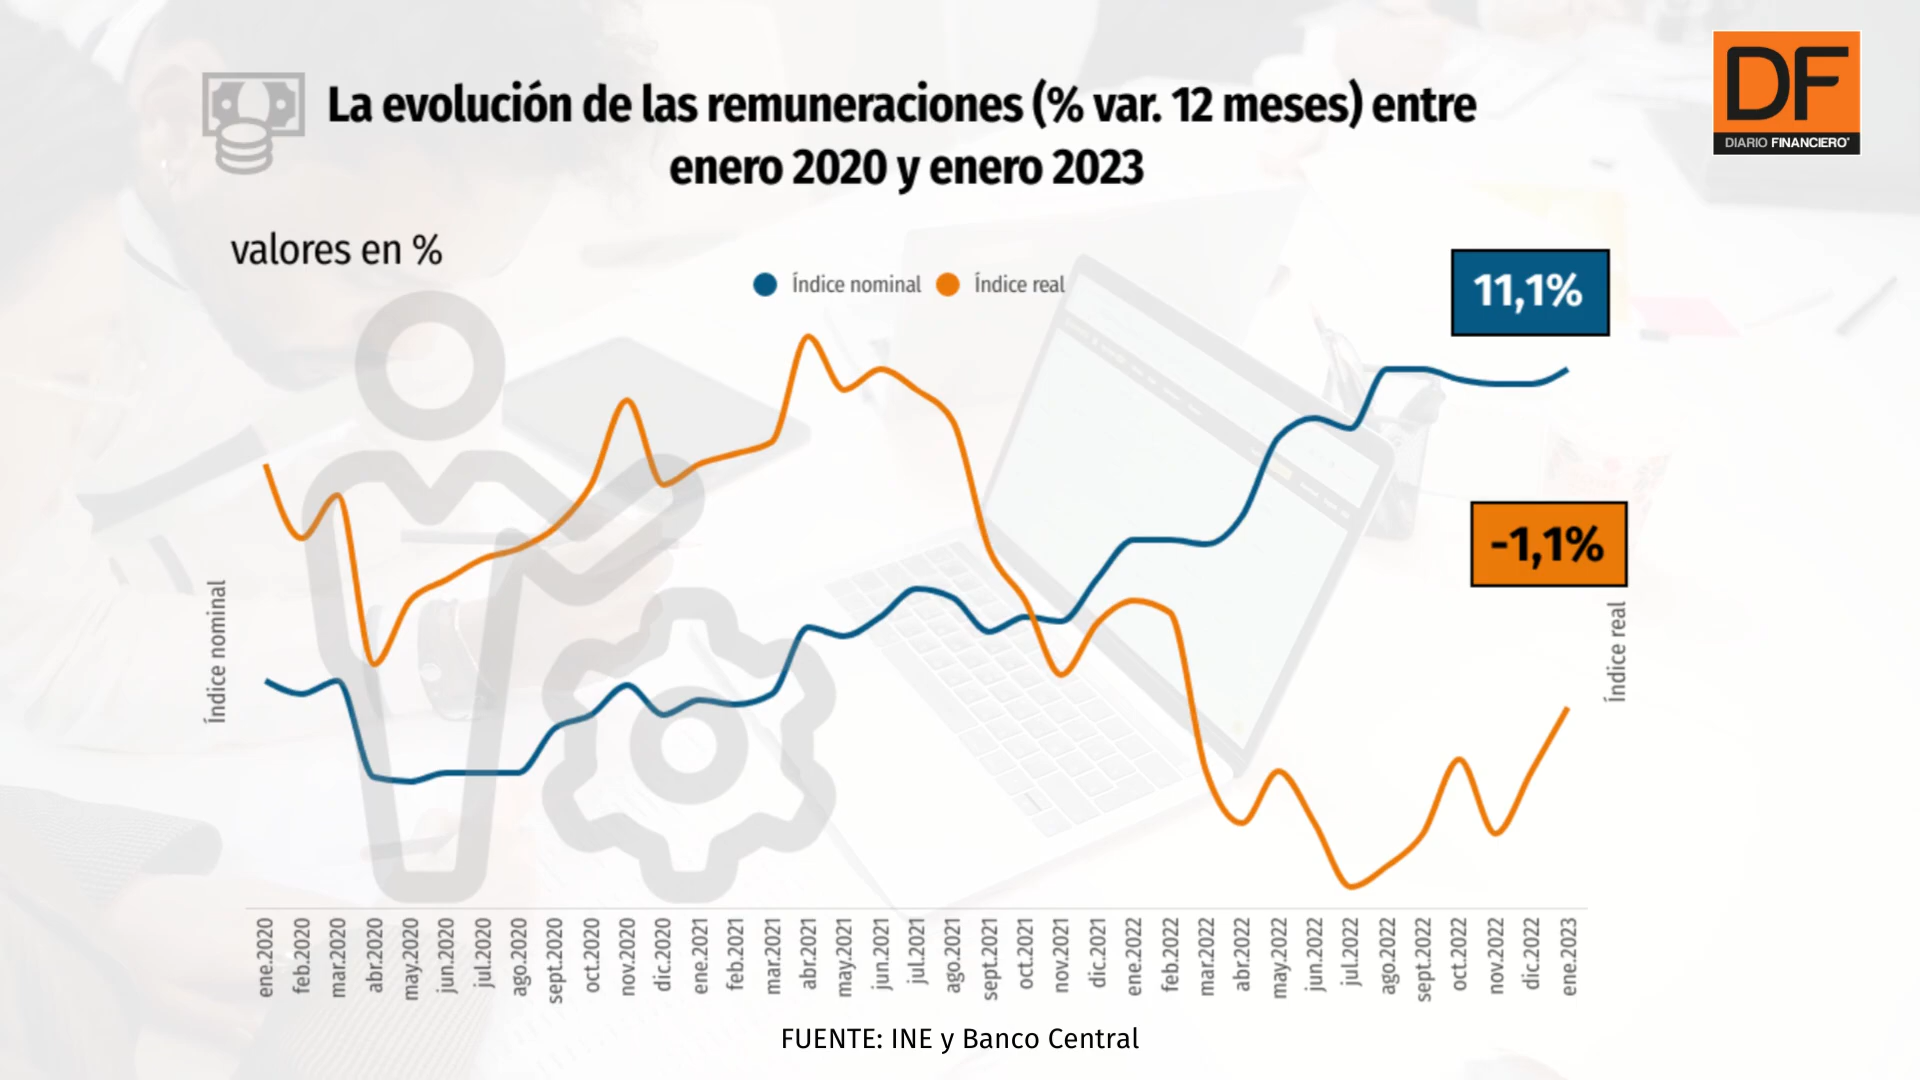 La evolución de las remuneraciones (% var. 12 meses) entre
enero 2020 y enero 2023
DF
DIARIO FINANCIERO
valores en %
Índice nominal
Índice real
11,1%
-1,1%
Índice nominal
Índice real
ene.2020
feb.2020
mar.2020
abr.2020
may.2020
jun.2020
jul.2020
ago.2020
sept.2020
oct.2020
nov.2020
dic.2020
ene.2021
feb.2021
mar.2021
abr.2021
may.2021
jun.2021
jul.2021
ago.2021
sept.2021
oct.2021
nov.2021
dic.2021
ene.2022
feb.2022
mar.2022
abr.2022
may.2022
jun.2022
jul.2022
ago.2022
sept.2022
oct.2022
nov.2022
dic.2022
ene.2023
FUENTE: INE y Banco Central